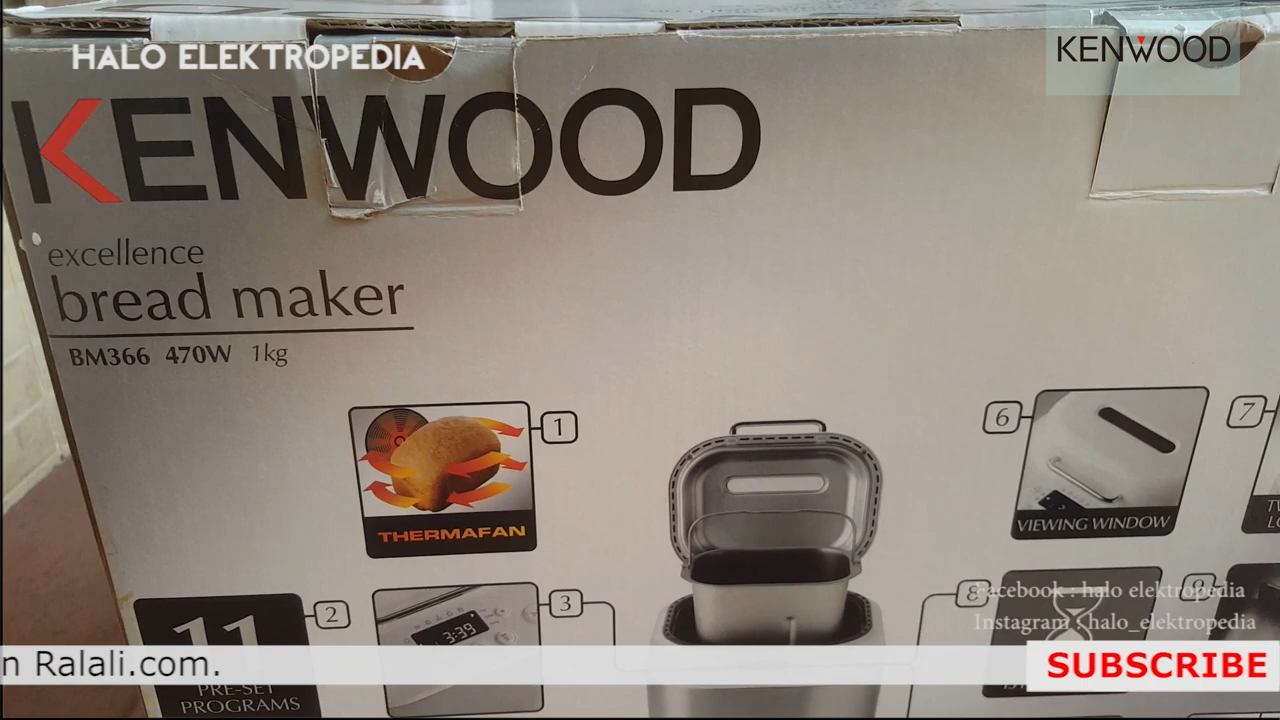 HALO ELEKTROPEDIA
KENWOOD
KENWOOD
excellence
bread maker
BM366 470W 1kg
1
THERMAFAN
6
VIEWING WINDOW
7
2
11
PRE-SET
PROGRAMS
3
3:39
8
9
Facebook : halo elektropedia
Instagram : halo_elektropedia
n Ralali.com.
SUBSCRIBE